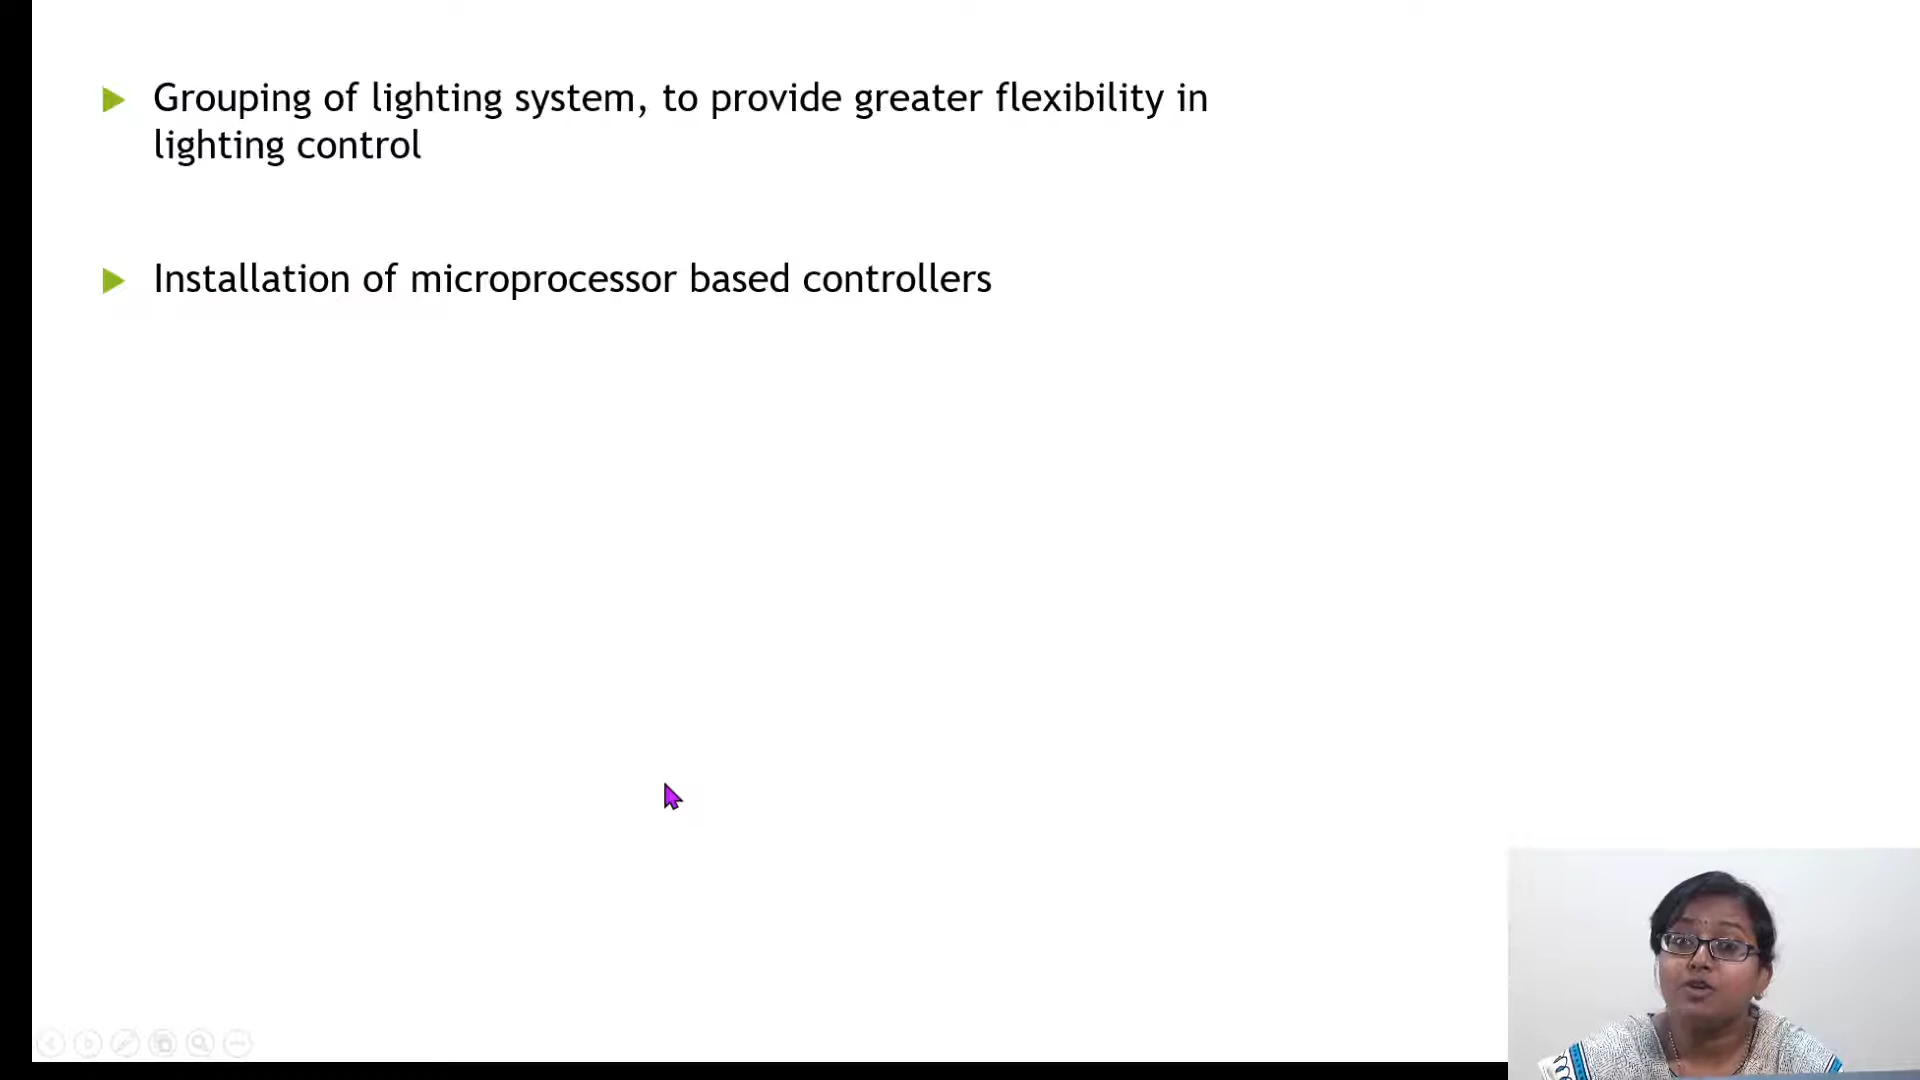 Grouping of lighting system, to provide greater flexibility in
lighting control
Installation of microprocessor based controllers